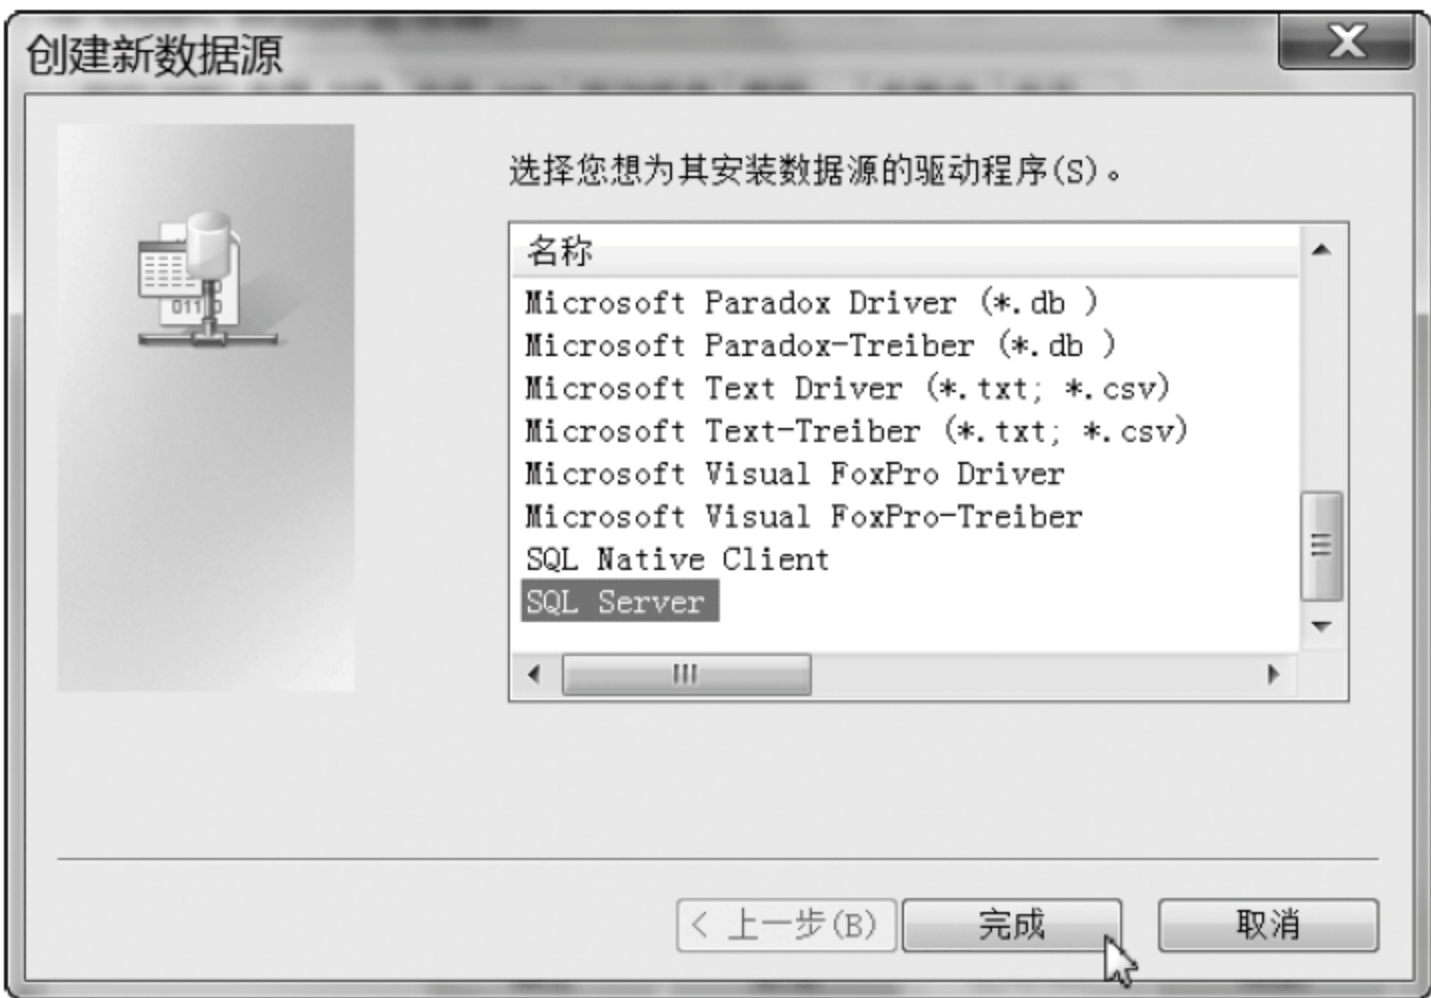 创建新数据源
选择您想为其安装数据源的驱动程序(S)。
名称
Microsoft Paradox Driver (*.db )
Microsoft Paradox-Treiber (*.db )
Microsoft Text Driver (*.txt; *.csv)
Microsoft Text-Treiber (*.txt; *.csv)
Microsoft Visual FoxPro Driver
Microsoft Visual FoxPro-Treiber
SQL Native Client
SQL Server
< 上一步(B)
完成
取消